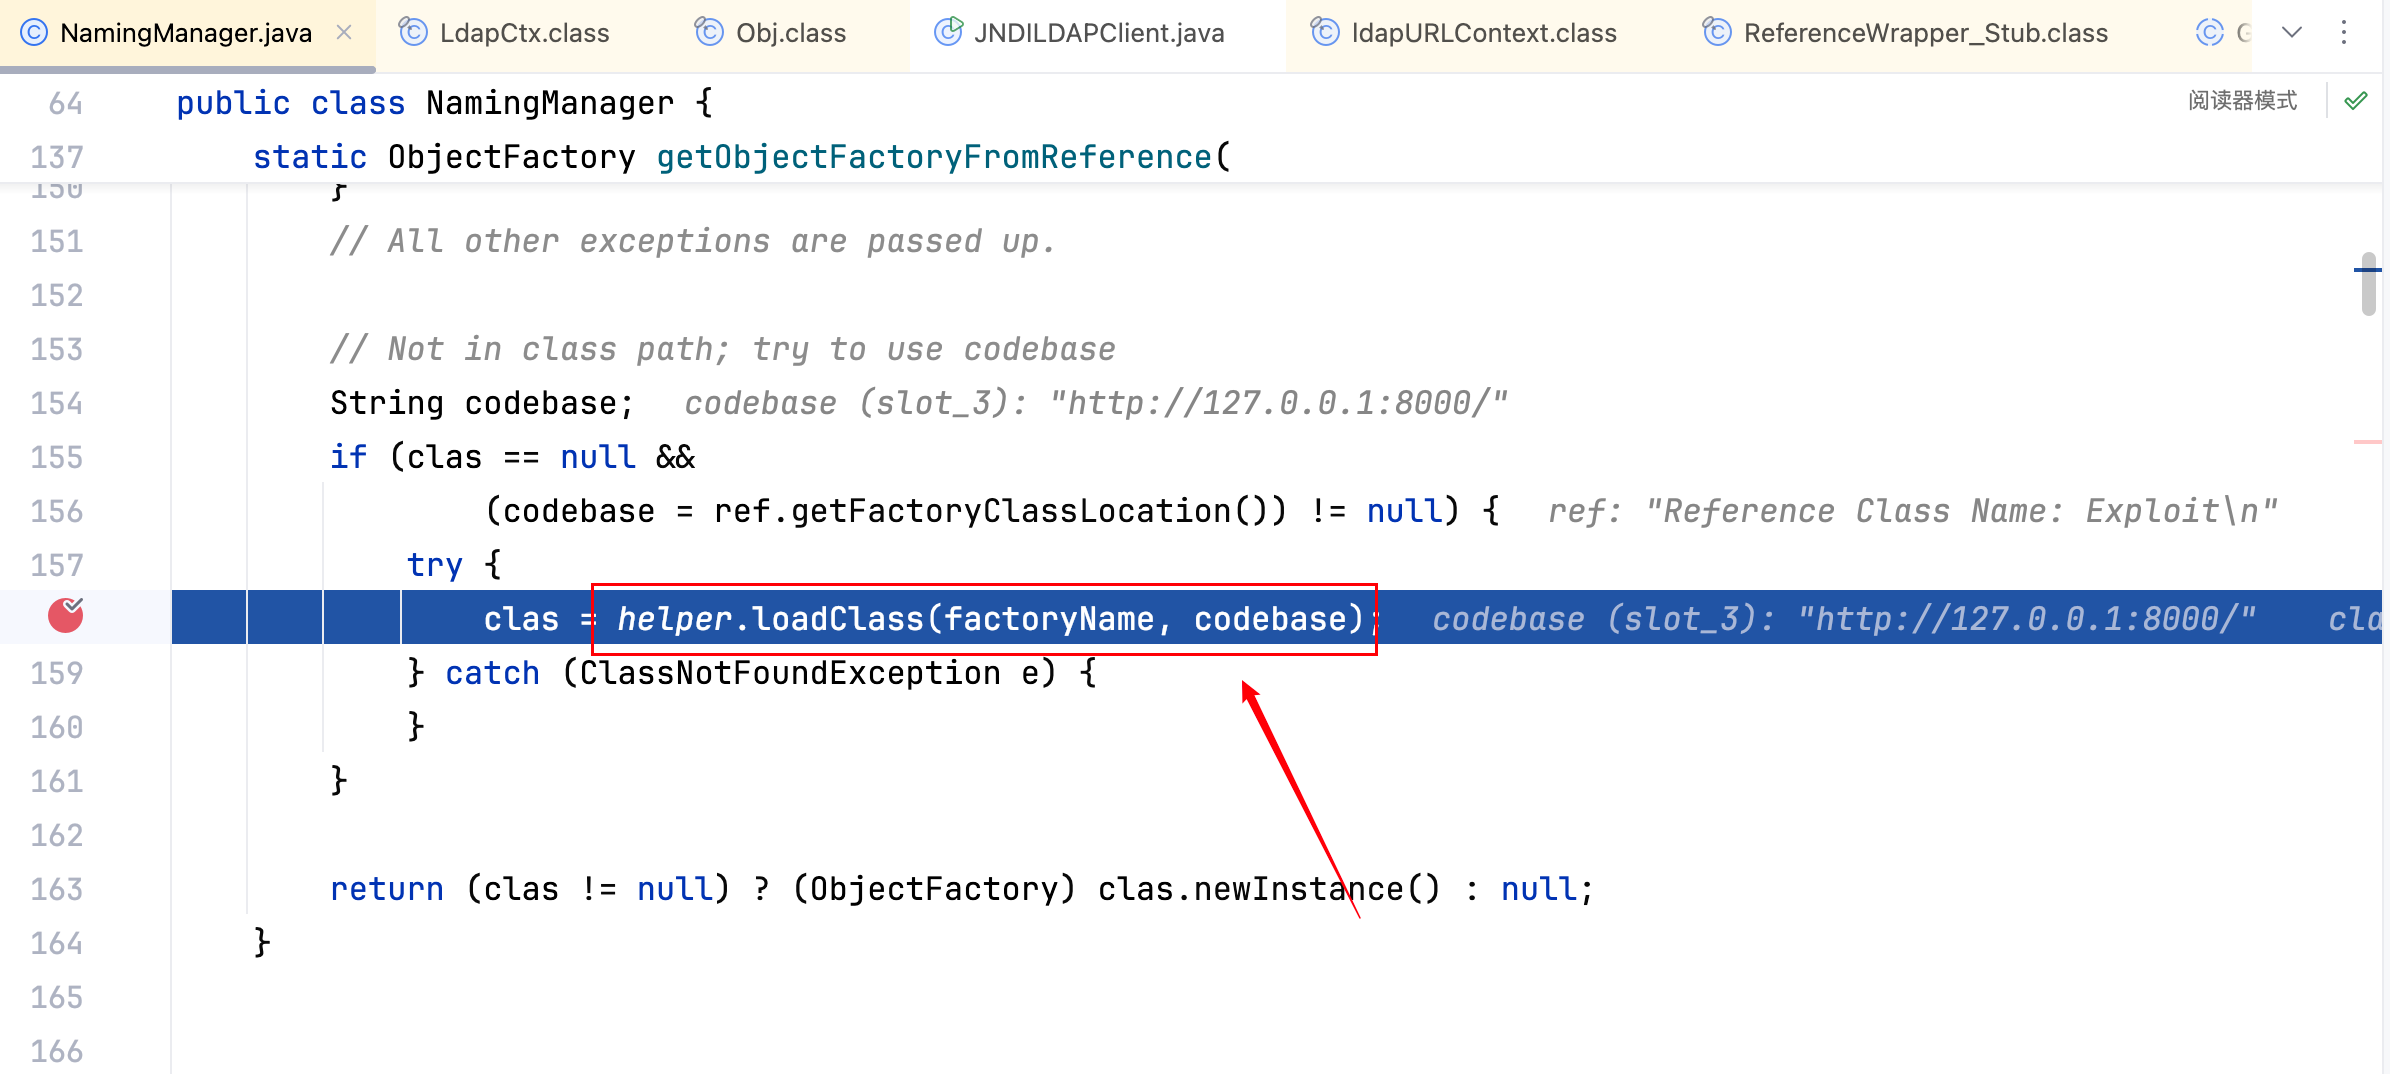 NamingManager.java LdapCtx.class Obj.class JNDILDAPClient.java ldapURLContext.class ReferenceWrapper_Stub.class
64 public class NamingManager { 阅读器模式
137 static ObjectFactory getObjectFactoryFromReference(
150 }
151 // All other exceptions are passed up.
152
153 // Not in class path; try to use codebase
154 String codebase; codebase (slot_3): "http://127.0.0.1:8000/"
155 if (clas == null &&
156 (codebase = ref.getFactoryClassLocation()) != null) { ref: "Reference Class Name: Exploit\n"
157 try {
clas = helper.loadClass(factoryName, codebase); codebase (slot_3): "http://127.0.0.1:8000/" cla
159 } catch (ClassNotFoundException e) {
160 }
161 }
162
163 return (clas != null) ? (ObjectFactory) clas.newInstance() : null;
164 }
165
166